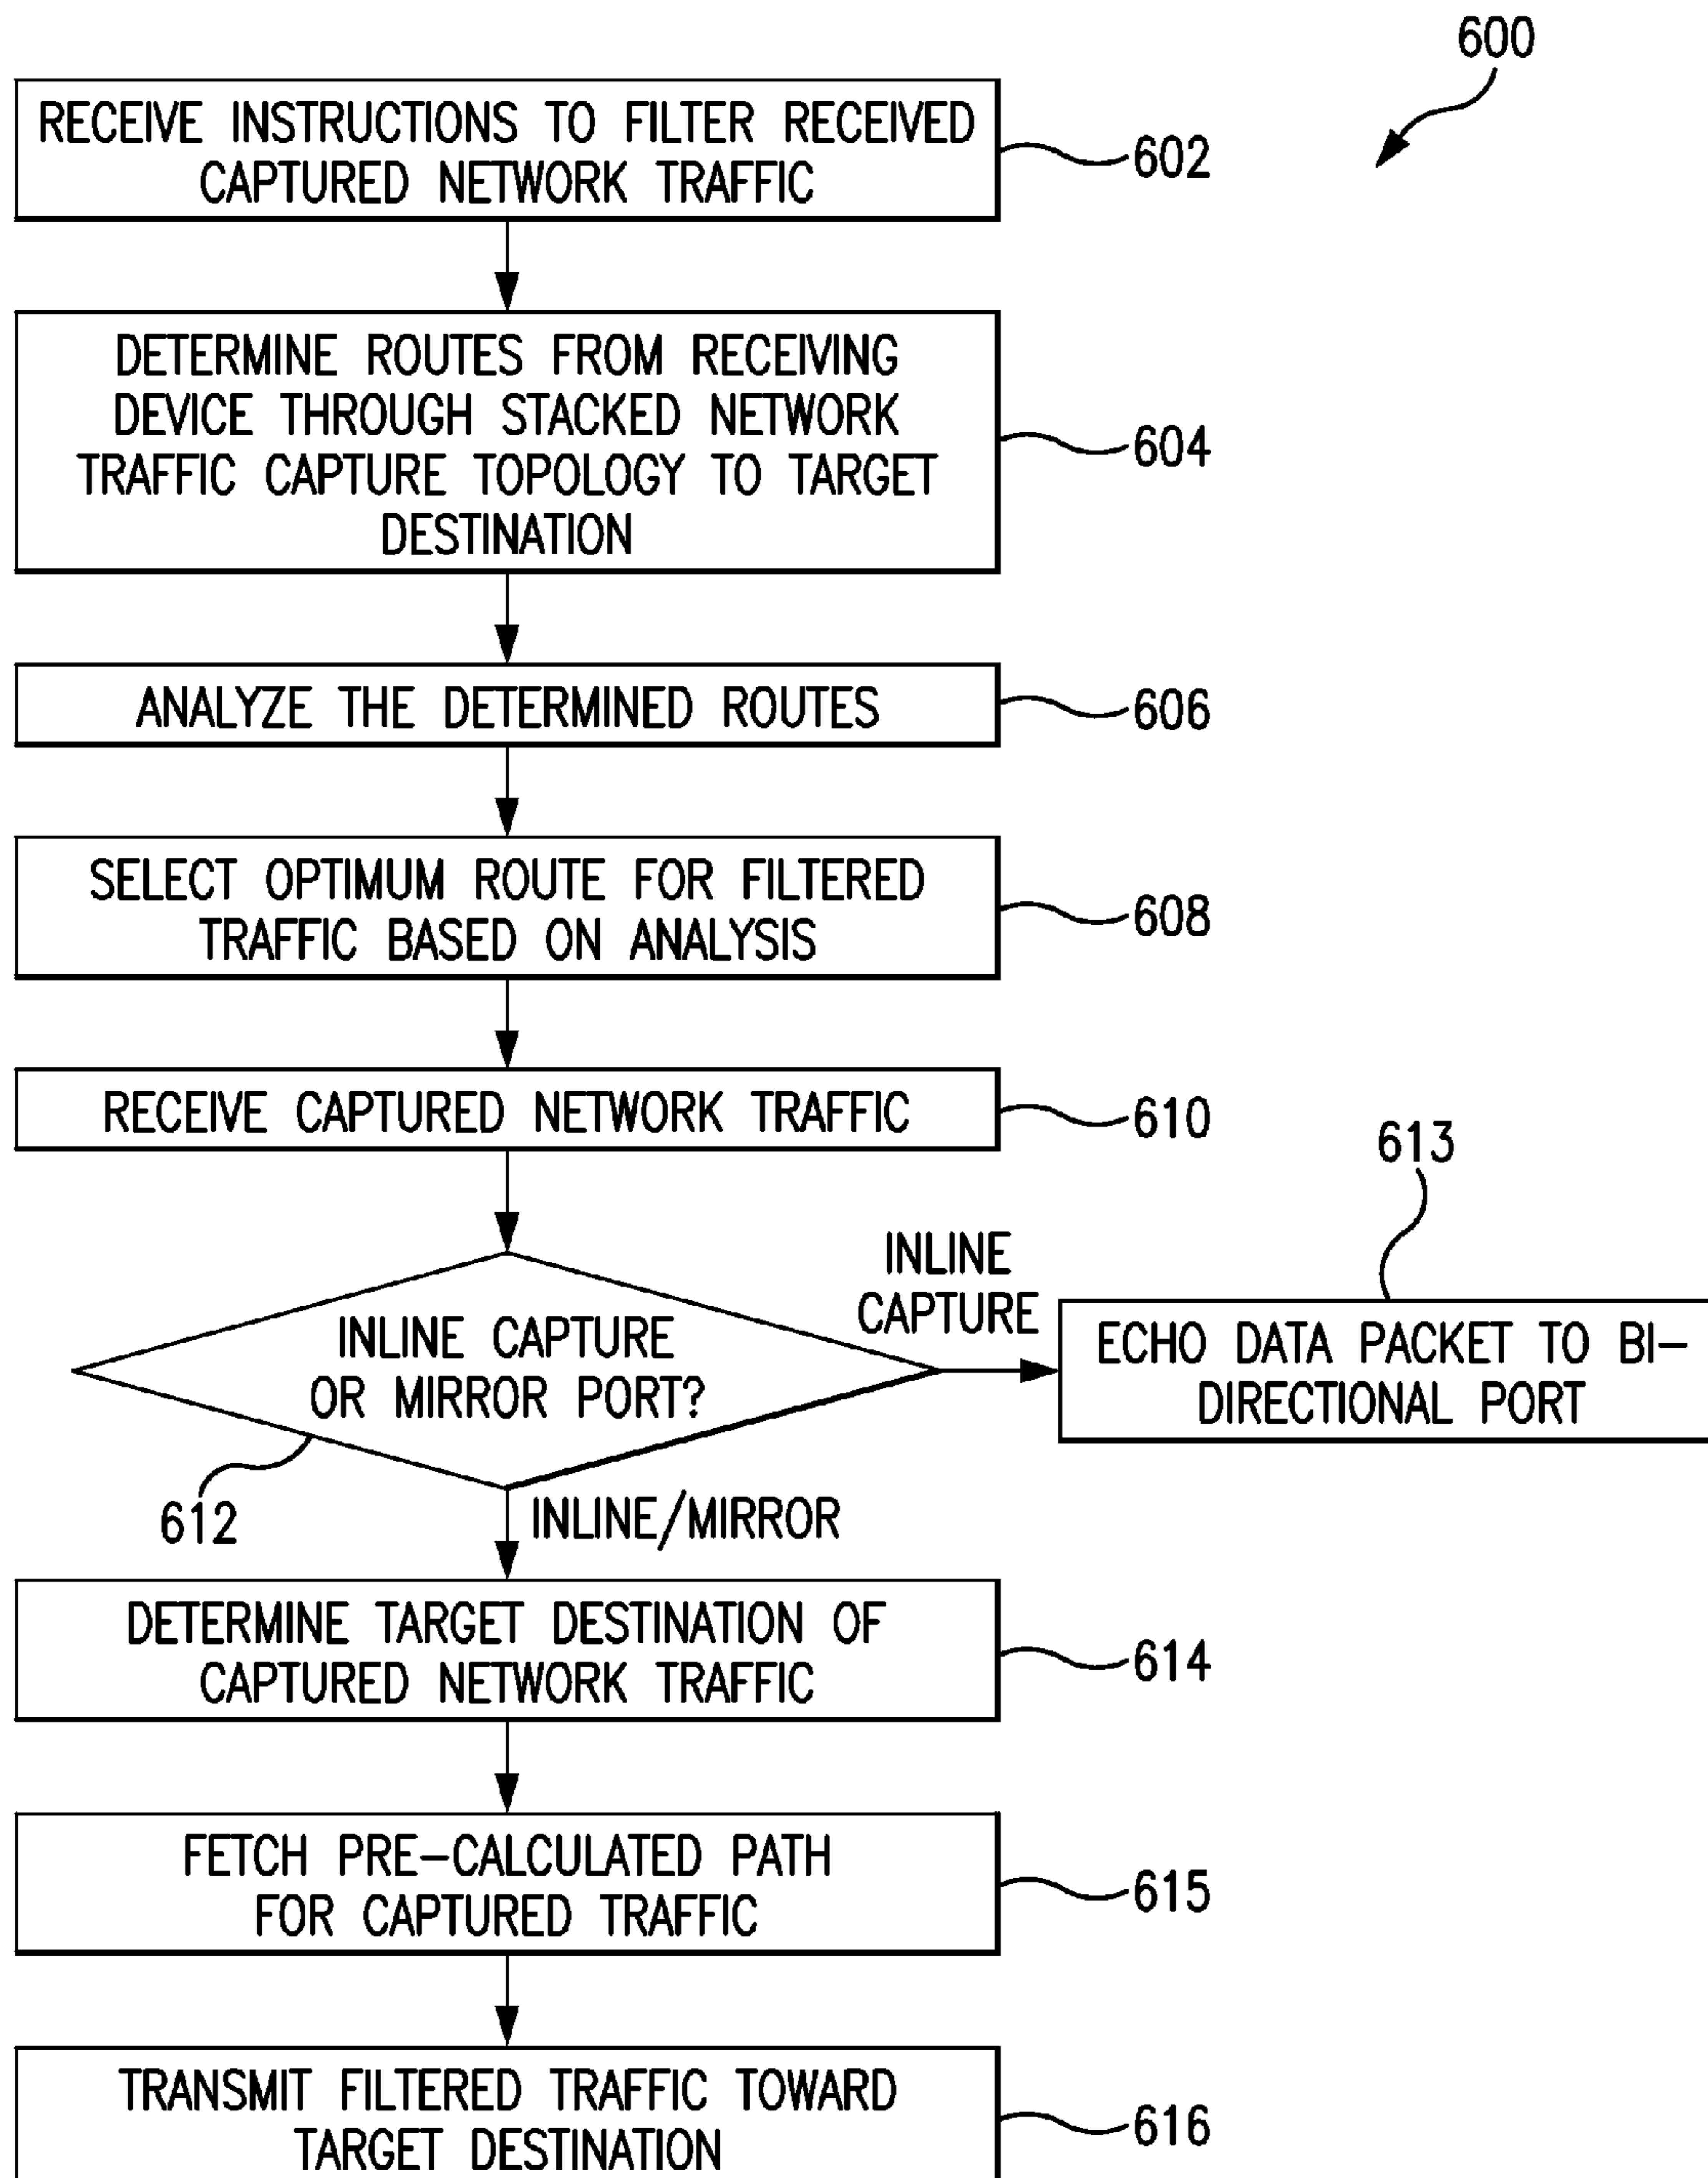 600
RECEIVE INSTRUCTIONS TO FILTER RECEIVED
CAPTURED NETWORK TRAFFIC
602
DETERMINE ROUTES FROM RECEIVING
DEVICE THROUGH STACKED NETWORK
TRAFFIC CAPTURE TOPOLOGY TO TARGET
DESTINATION
604
ANALYZE THE DETERMINED ROUTES
606
SELECT OPTIMUM ROUTE FOR FILTERED
TRAFFIC BASED ON ANALYSIS
608
RECEIVE CAPTURED NETWORK TRAFFIC
610
INLINE CAPTURE
OR MIRROR PORT?
612
INLINE
CAPTURE
613
ECHO DATA PACKET TO BI-
DIRECTIONAL PORT
INLINE/MIRROR
DETERMINE TARGET DESTINATION OF
CAPTURED NETWORK TRAFFIC
614
FETCH PRE-CALCULATED PATH
FOR CAPTURED TRAFFIC
615
TRANSMIT FILTERED TRAFFIC TOWARD
TARGET DESTINATION
616